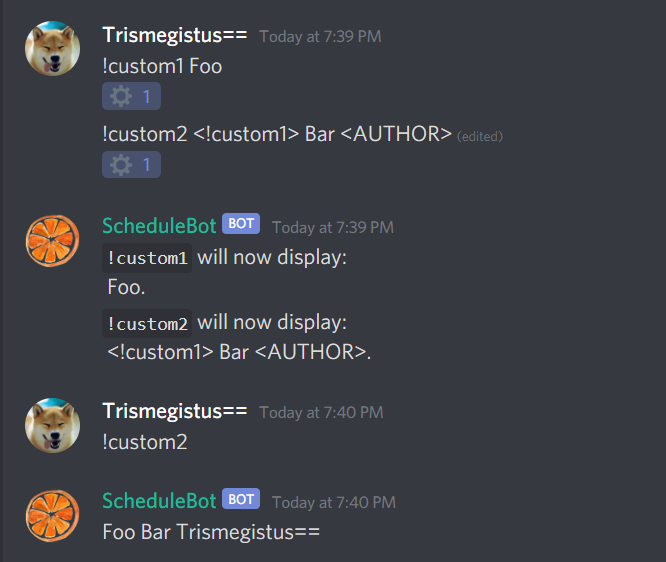 Trismegistus== Today at 7:39 PM
!custom1 Foo
1
!custom2 <!custom1> Bar <AUTHOR> (edited)
1
ScheduleBot BOT Today at 7:39 PM
!custom1 will now display:
Foo.
!custom2 will now display:
<!custom1> Bar <AUTHOR>.
Trismegistus== Today at 7:40 PM
!custom2
ScheduleBot BOT Today at 7:40 PM
Foo Bar Trismegistus==